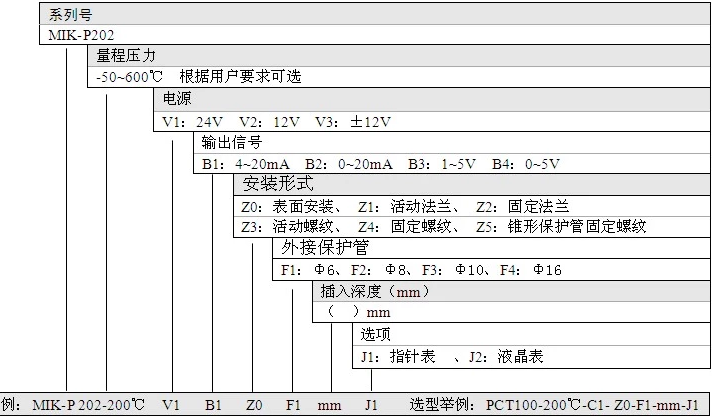 系列号
MIK-P202
量程压力
-50~600℃ 根据用户要求可选
电源
V1：24V V2：12V V3：±12V
输出信号
B1：4~20mA B2：0~20mA B3：1~5V B4：0~5V
安装形式
Z0：表面安装、 Z1：活动法兰、 Z2：固定法兰
Z3：活动螺纹、 Z4：固定螺纹、 Z5：锥形保护管固定螺纹
外接保护管
F1：Φ6、F2：Φ8、F3：Φ10、F4：Φ16
插入深度（mm）
（ ）mm
选项
J1：指针表 、J2：液晶表
例：MIK-P 202-200℃ V1 B1 Z0 F1 mm J1 选型举例：PCT100-200℃-C1- Z0-F1-mm-J1